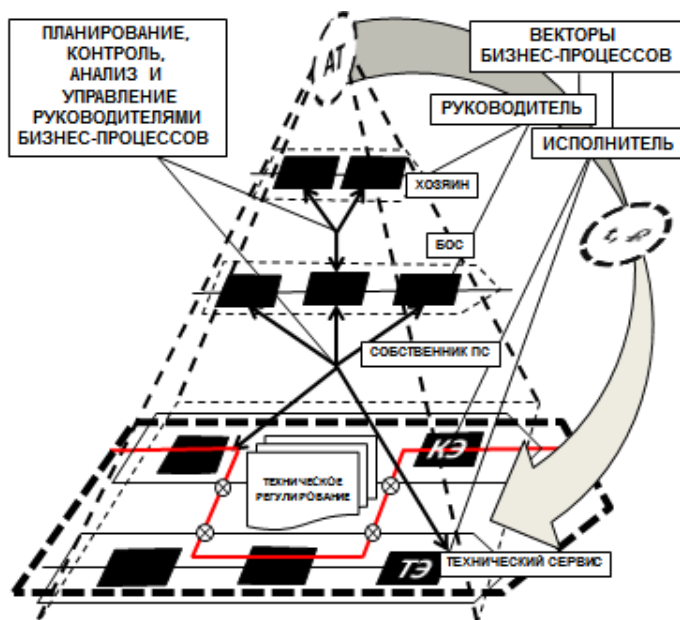 ПЛАНИРОВАНИЕ,
КОНТРОЛЬ,
АНАЛИЗ И
УПРАВЛЕНИЕ
РУКОВОДИТЕЛЯМИ
БИЗНЕС-ПРОЦЕССОВ
АТ
ВЕКТОРЫ
БИЗНЕС-ПРОЦЕССОВ
РУКОВОДИТЕЛЬ
ИСПОЛНИТЕЛЬ
ХОЗЯИН
БОС
СОБСТВЕННИК ПС
КЭ
ТЕХНИЧЕСКОЕ
РЕГУЛИРОВАНИЕ
ТЭ
ТЕХНИЧЕСКИЙ СЕРВИС